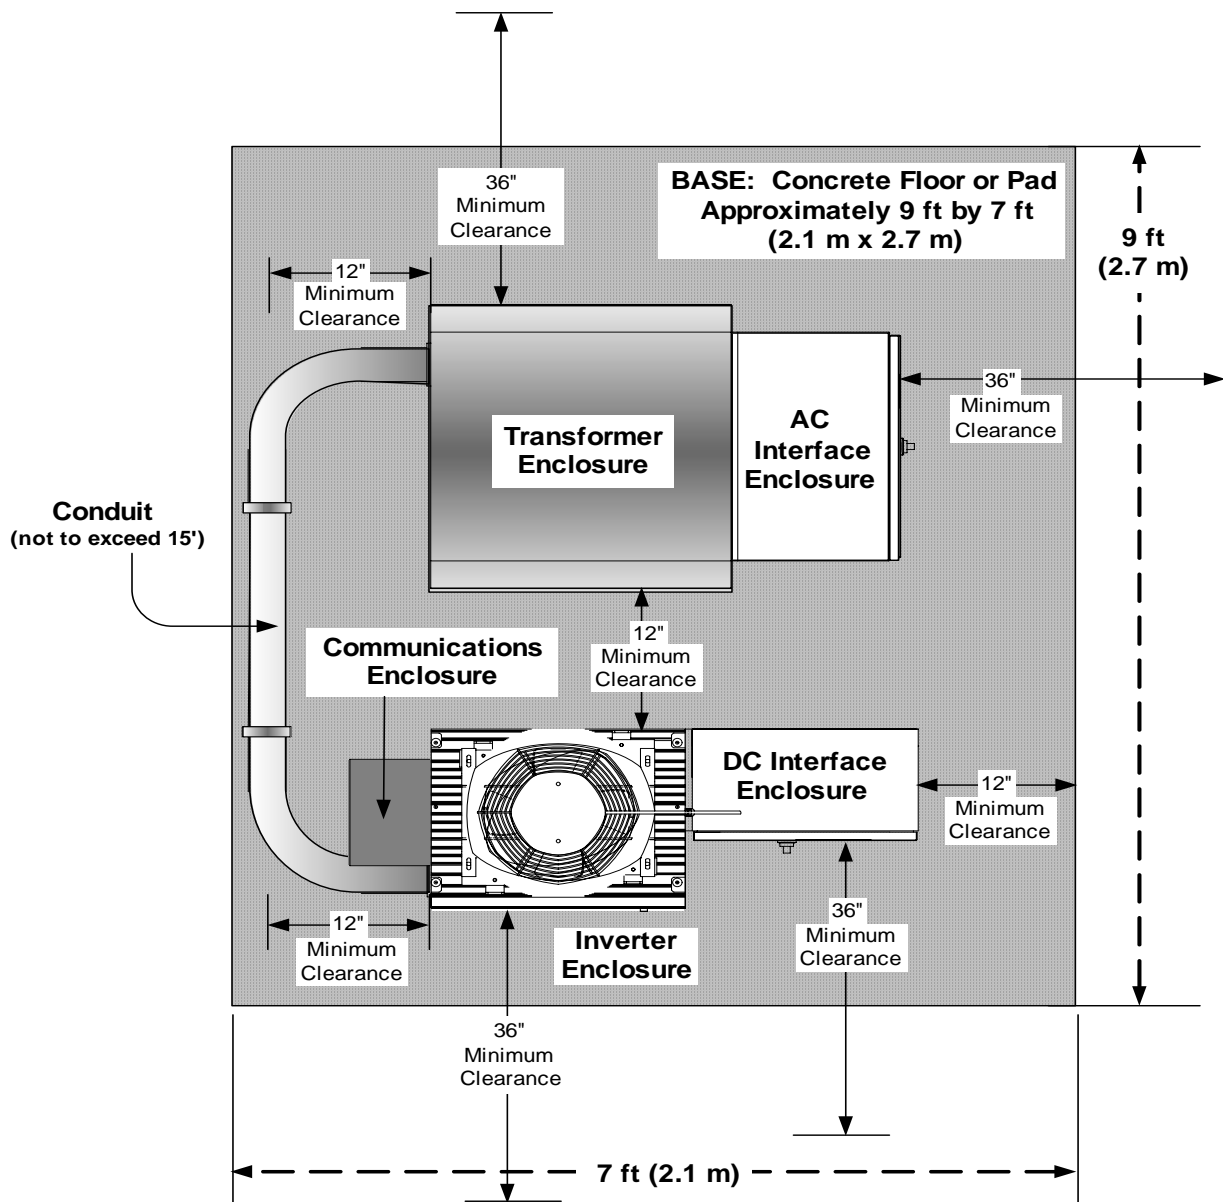 36"
Minimum
Clearance
BASE:  Concrete Floor or Pad
Approximately 9 ft by 7 ft
(2.1 m x 2.7 m)
9 ft
(2.7 m)
12"
Minimum
Clearance
36"
Minimum
Clearance
Transformer
Enclosure
AC
Interface
Enclosure
Conduit
(not to exceed 15')
12"
Minimum
Clearance
Communications
Enclosure
DC Interface
Enclosure
12"
Minimum
Clearance
12"
Minimum
Clearance
Inverter
Enclosure
36"
Minimum
Clearance
36"
Minimum
Clearance
7 ft (2.1 m)